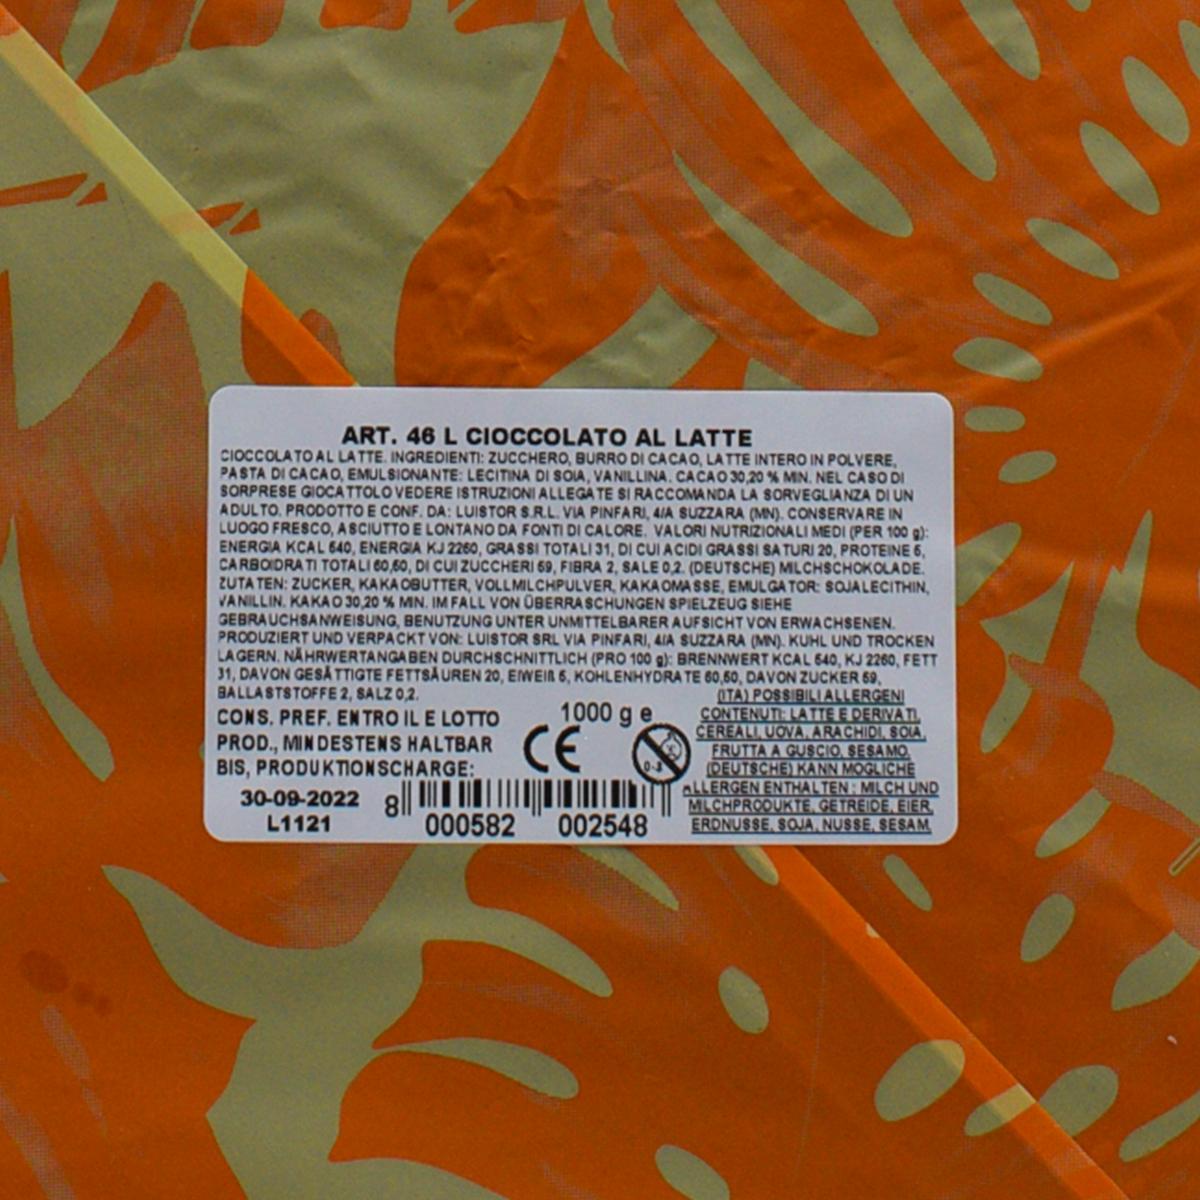 ART. 46 L CIOCCOLATO AL LATTE
CIOCCOLATO AL LATTE. INGREDIENTI: ZUCCHERO, BURRO DI CACAO, LATTE INTERO IN POLVERE,
PASTA DI CACAO, EMULSIONANTE: LECITINA DI SOIA, VANILLINA. CACAO 30,20 % MIN. NEL CASO DI
SORPRESE GIOCATTOLO VEDERE ISTRUZIONI ALLEGATE SI RACCOMANDA LA SORVEGLIANZA DI UN
ADULTO. PRODOTTO E CONF. DA: LUISTOR S.R.L. VIA PINFARI, 4/A SUZZARA (MN). CONSERVARE IN
LUOGO FRESCO, ASCIUTTO E LONTANO DA FONTI DI CALORE. VALORI NUTRIZIONALI MEDI (PER 100 g):
ENERGIA KCAL 540, ENERGIA KJ 2260, GRASSI TOTALI 31, DI CUI ACIDI GRASSI SATURI 20, PROTEINE 5,
CARBOIDRATI TOTALI 60,50, DI CUI ZUCCHERI 59, FIBRA 2, SALE 0,2. (DEUTSCHE) MILCHSCHOKOLADE.
ZUTATEN: ZUCKER, KAKAOBUTTER, VOLLMILCHPULVER, KAKAOMASSE, EMULGATOR: SOJALECITHIN,
VANILLIN. KAKAO 30,20 % MIN. IM FALL VON ÜBERRASCHUNGEN SPIELZEUG SIEHE
GEBRAUCHSANWEISUNG, BENUTZUNG UNTER UNMITTELBARER AUFSICHT VON ERWACHSENEN.
PRODUZIERT UND VERPACKT VON: LUISTOR SRL VIA PINFARI, 4/A SUZZARA (MN). KUHL UND TROCKEN
LAGERN. NÄHRWERTANGABEN DURCHSCHNITTLICH (PRO 100 g): BRENNWERT KCAL 540, KJ 2260, FETT
31, DAVON GESÄTTIGTE FETTSÄUREN 20, EIWEIß 5, KOHLENHYDRATE 60,50, DAVON ZUCKER 59,
BALLASTSTOFFE 2, SALZ 0,2.
CONS. PREF. ENTRO IL E LOTTO
PROD., MINDESTENS HALTBAR
BIS, PRODUKTIONSCHARGE:
30-09-2022
L1121
1000 g e
CE
0-3
8 000582 002548
(ITA) POSSIBILI ALLERGENI
CONTENUTI: LATTE E DERIVATI,
CEREALI, UOVA, ARACHIDI, SOIA,
FRUTTA A GUSCIO, SESAMO.
(DEUTSCHE) KANN MOGLICHE
ALLERGEN ENTHALTEN : MILCH UND
MILCHPRODUKTE, GETREIDE, EIER,
ERDNUSSE, SOJA, NUSSE, SESAM.